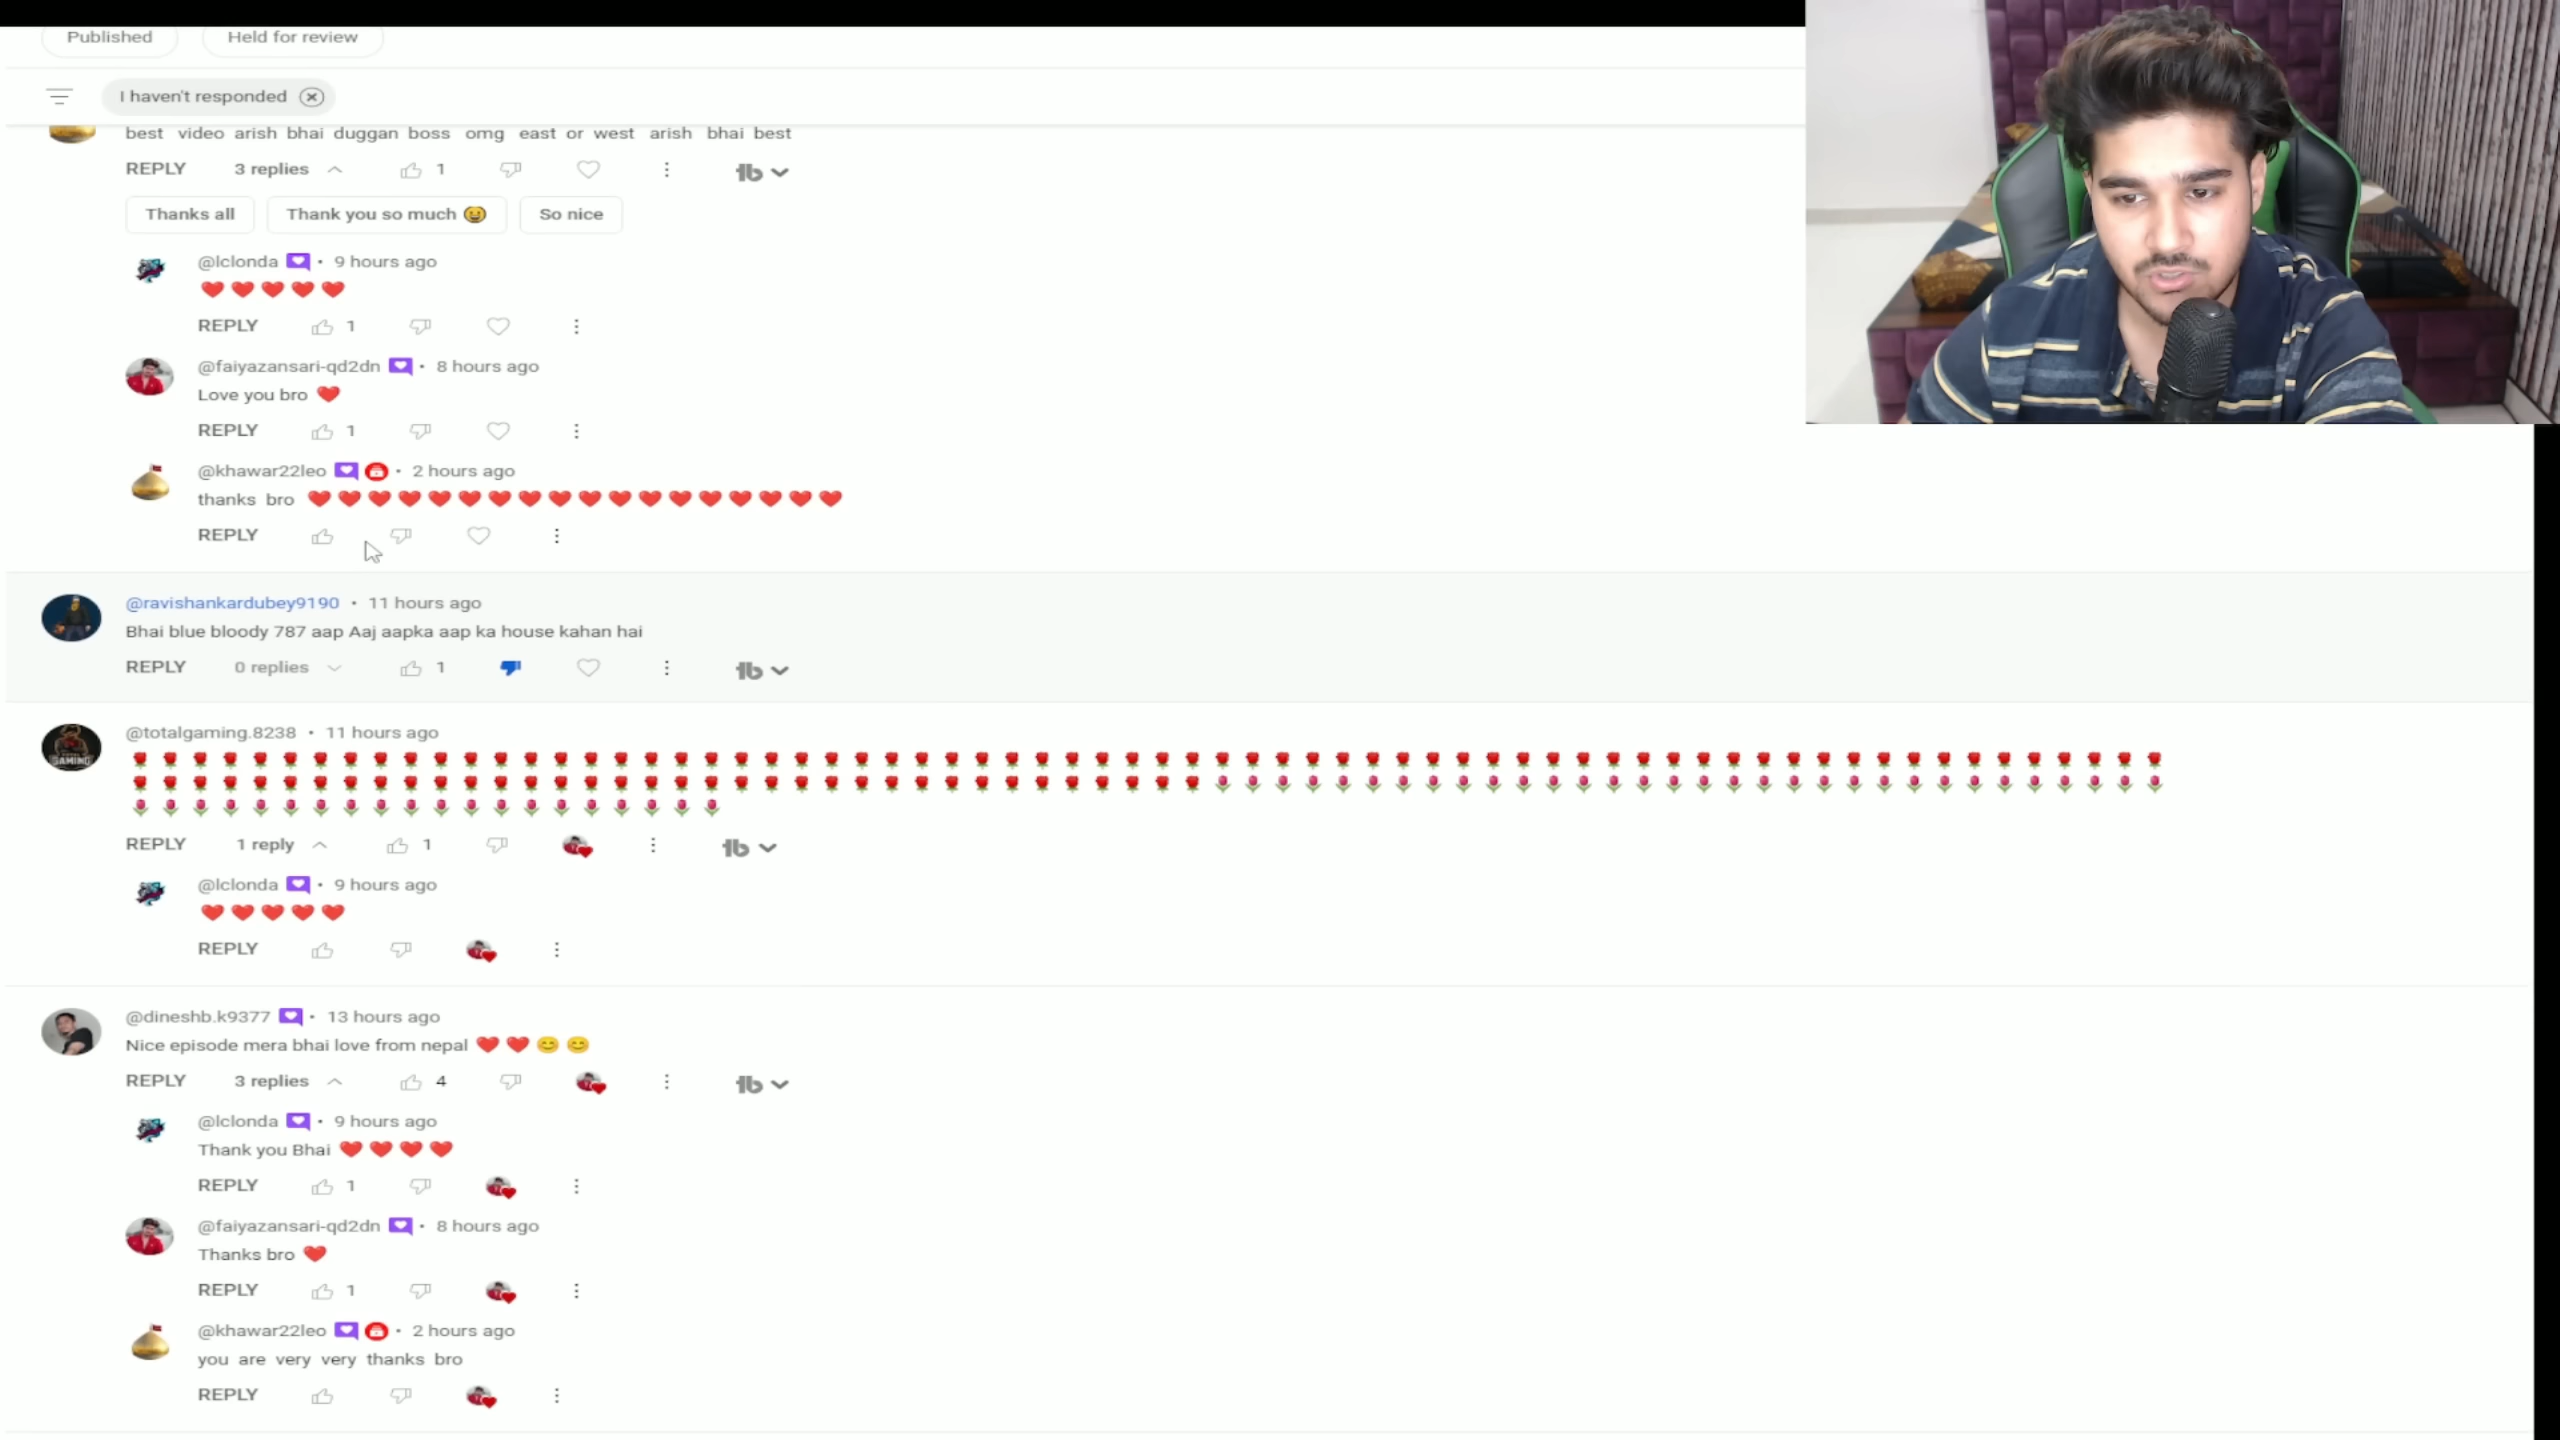 Published
Held for review
I haven't responded
best video arish bhai duggan boss omg east or west arish bhai best
REPLY 3 replies 1
Thanks all
Thank you so much 😀
So nice
@lclonda • 9 hours ago
❤️❤️❤️❤️❤️
REPLY 1
@faiyazansari-qd2dn • 8 hours ago
Love you bro ❤️
REPLY 1
@khawar22leo • 2 hours ago
thanks bro ❤️❤️❤️❤️❤️❤️❤️❤️❤️❤️❤️❤️❤️❤️❤️❤️❤️❤️
REPLY
@ravishankardubey9190 • 11 hours ago
Bhai blue bloody 787 aap Aaj aapka aap ka house kahan hai
REPLY 0 replies 1
@totalgaming.8238 • 11 hours ago
REPLY 1 reply 1
@lclonda • 9 hours ago
❤️❤️❤️❤️❤️
REPLY
@dineshb.k9377 • 13 hours ago
Nice episode mera bhai love from nepal ❤️❤️😊😊
REPLY 3 replies 4
@lclonda • 9 hours ago
Thank you Bhai ❤️❤️❤️❤️
REPLY 1
@faiyazansari-qd2dn • 8 hours ago
Thanks bro ❤️
REPLY 1
@khawar22leo • 2 hours ago
you are very very thanks bro
REPLY